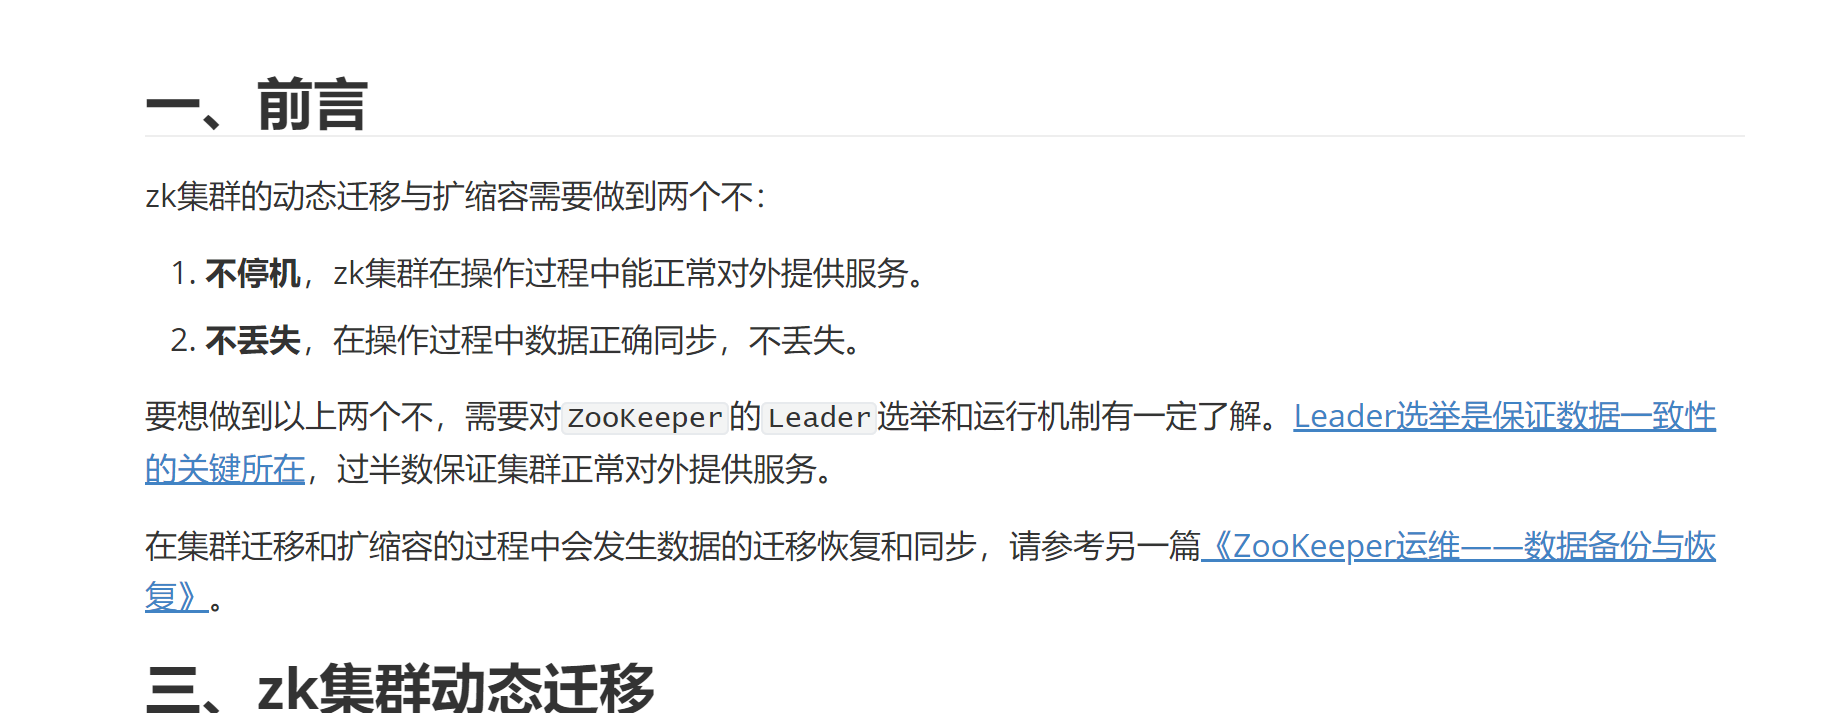 一、前言
zk集群的动态迁移与扩缩容需要做到两个不：
1. 不停机，zk集群在操作过程中能正常对外提供服务。
2. 不丢失，在操作过程中数据正确同步，不丢失。
要想做到以上两个不，需要对ZooKeeper的Leader选举和运行机制有一定了解。Leader选举是保证数据一致性
的关键所在，过半数保证集群正常对外提供服务。
在集群迁移和扩缩容的过程中会发生数据的迁移恢复和同步，请参考另一篇《ZooKeeper运维——数据备份与恢
复》。
三、zk集群动态迁移